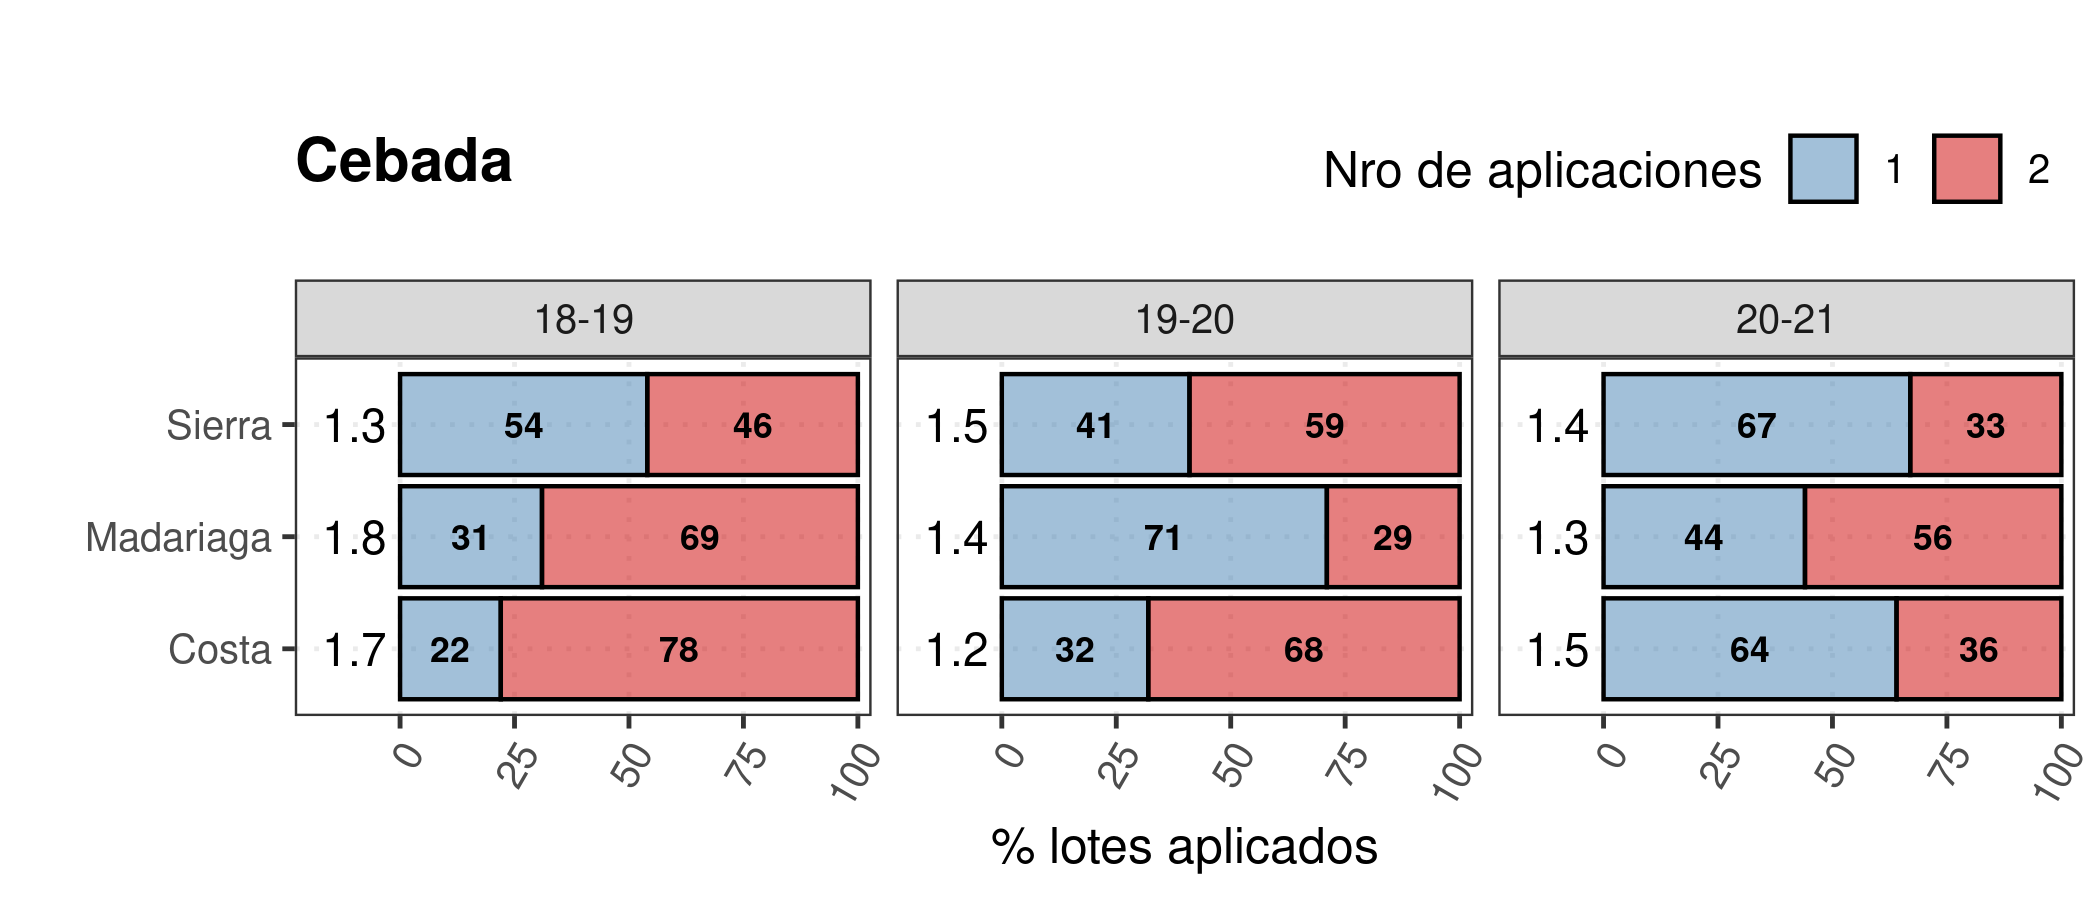 Cebada
Nro de aplicaciones 1 2
18-19 19-20 20-21
Sierra 1.3 54 46 1.5 41 59 1.4 67 33
Madariaga 1.8 31 69 1.4 71 29 1.3 44 56
Costa 1.7 22 78 1.2 32 68 1.5 64 36
0 25 50 75 100 0 25 50 75 100 0 25 50 75 100
% lotes aplicados